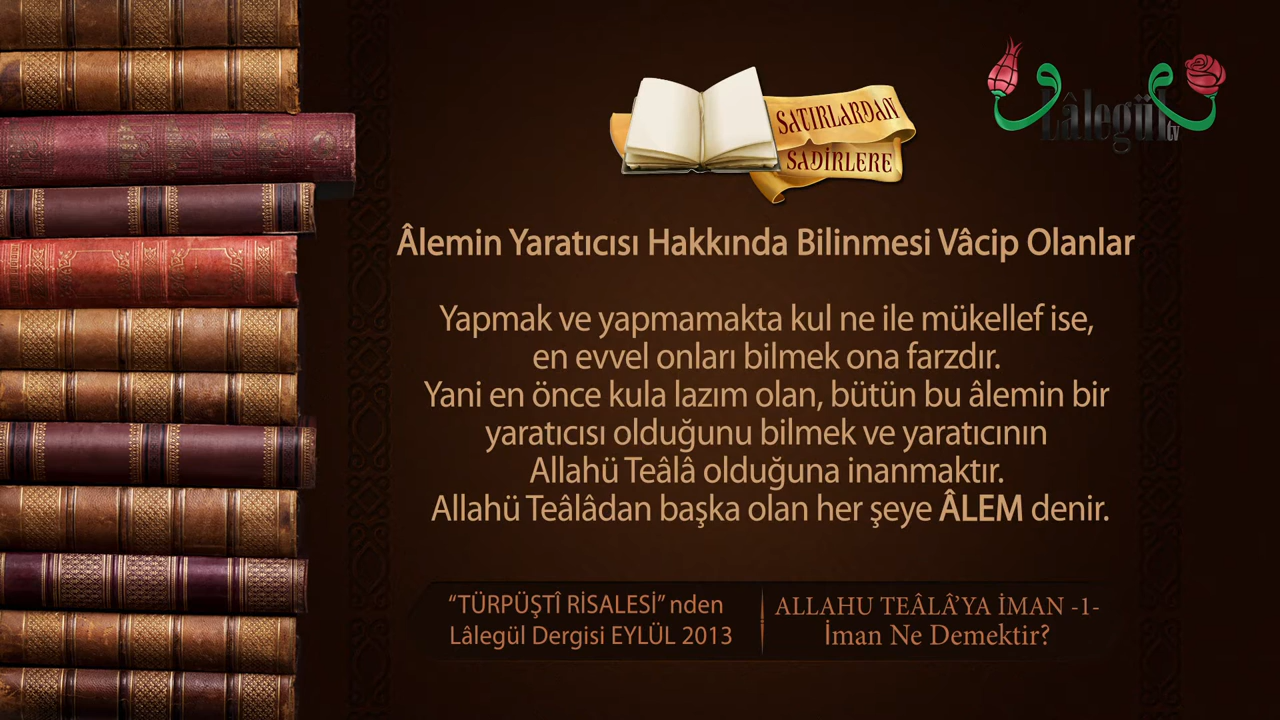 SATIRLARDAN
SADIRLERE
Lâlegül tv
Âlemin Yaratıcısı Hakkında Bilinmesi Vâcip Olanlar
Yapmak ve yapmamakta kul ne ile mükellef ise,
en evvel onları bilmek ona farzdır.
Yani en önce kula lazım olan, bütün bu âlemin bir
yaratıcısı olduğunu bilmek ve yaratıcının
Allahü Teâlâ olduğuna inanmaktır.
Allahü Teâlâdan başka olan her şeye ÂLEM denir.
“TÜRPÜŞTÎ RİSALESİ” nden
Lâlegül Dergisi EYLÜL 2013
ALLAHU TEÂLÂ’YA İMAN -1-
İman Ne Demektir?